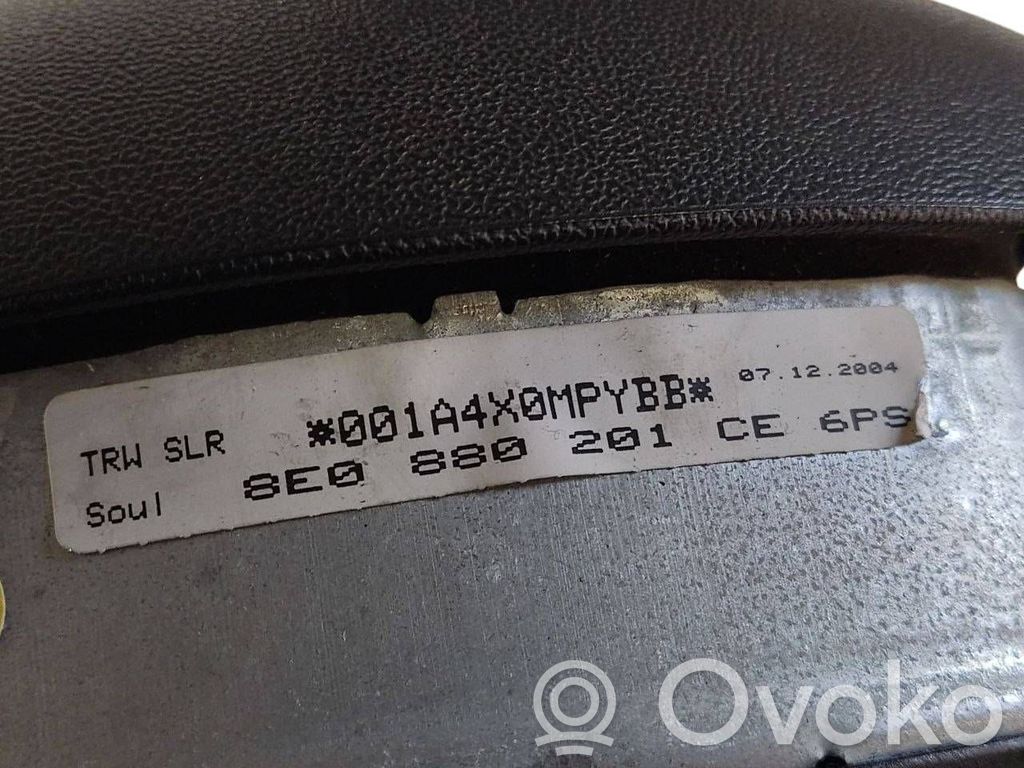 TRW SLR *001A4X0MPYBB* 07.12.2004
Soul 8E0 880 201 CE 6PS
© Ovoko